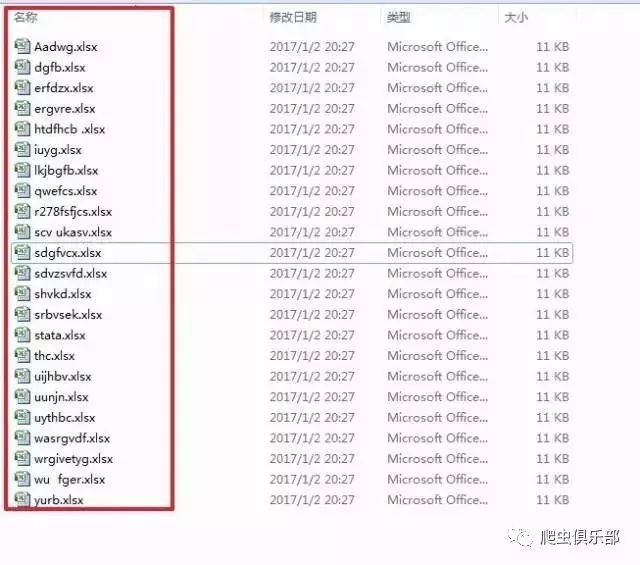 名称 修改日期 类型 大小
Aadwg.xlsx 2017/1/2 20:27 Microsoft Office... 11 KB
dgfb.xlsx 2017/1/2 20:27 Microsoft Office... 11 KB
erfdzx.xlsx 2017/1/2 20:27 Microsoft Office... 11 KB
ergvre.xlsx 2017/1/2 20:27 Microsoft Office... 11 KB
htdfhcb .xlsx 2017/1/2 20:27 Microsoft Office... 11 KB
iuyg.xlsx 2017/1/2 20:27 Microsoft Office... 11 KB
lkjbgfb.xlsx 2017/1/2 20:27 Microsoft Office... 11 KB
qwefcs.xlsx 2017/1/2 20:27 Microsoft Office... 11 KB
r278fsfjcs.xlsx 2017/1/2 20:27 Microsoft Office... 11 KB
scv ukasv.xlsx 2017/1/2 20:27 Microsoft Office... 11 KB
sdgfvcx.xlsx 2017/1/2 20:27 Microsoft Office... 11 KB
sdvzsvfd.xlsx 2017/1/2 20:27 Microsoft Office... 11 KB
shvkd.xlsx 2017/1/2 20:27 Microsoft Office... 11 KB
srbvsek.xlsx 2017/1/2 20:27 Microsoft Office... 11 KB
stata.xlsx 2017/1/2 20:27 Microsoft Office... 11 KB
thc.xlsx 2017/1/2 20:27 Microsoft Office... 11 KB
uijhbv.xlsx 2017/1/2 20:27 Microsoft Office... 11 KB
uunjn.xlsx 2017/1/2 20:27 Microsoft Office... 11 KB
uythbc.xlsx 2017/1/2 20:27 Microsoft Office... 11 KB
wasrgvdf.xlsx 2017/1/2 20:27 Microsoft Office... 11 KB
wrgivetyg.xlsx 2017/1/2 20:27 Microsoft Office... 11 KB
wu  fger.xlsx 2017/1/2 20:27 Microsoft Office... 11 KB
yurb.xlsx 2017/1/2 20:27 Microsoft Office... 11 KB
爬虫俱乐部